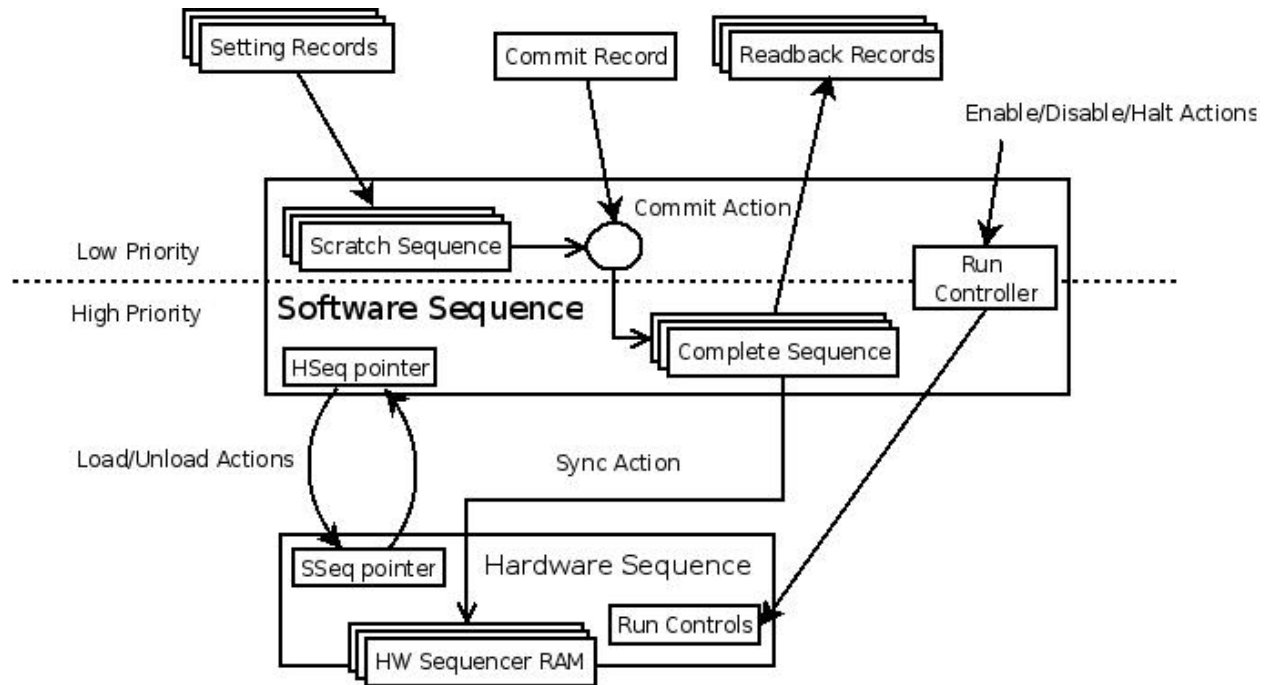 Setting Records
Commit Record
Readback Records
Enable/Disable/Halt Actions
Commit Action
Scratch Sequence
Low Priority
Run
Controller
High Priority
Software Sequence
Complete Sequence
HSeq pointer
Load/Unload Actions
Sync Action
SSeq pointer
Hardware Sequence
Run Controls
HW Sequencer RAM